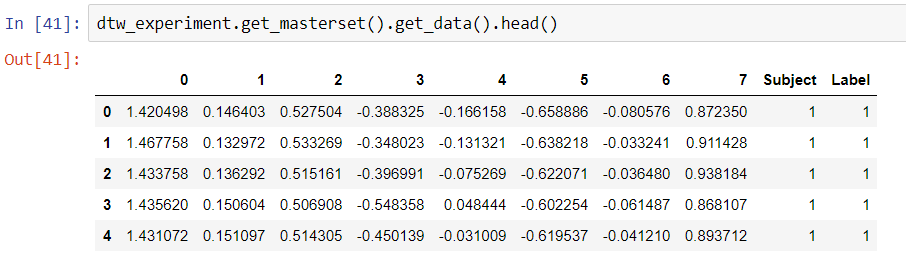 In [41]: dtw_experiment.get_masterset().get_data().head()
Out[41]:
0 1 2 3 4 5 6 7 Subject Label
0 1.420498 0.146403 0.527504 -0.388325 -0.166158 -0.658886 -0.080576 0.872350 1 1
1 1.467758 0.132972 0.533269 -0.348023 -0.131321 -0.638218 -0.033241 0.911428 1 1
2 1.433758 0.136292 0.515161 -0.396991 -0.075269 -0.622071 -0.036480 0.938184 1 1
3 1.435620 0.150604 0.506908 -0.548358 0.048444 -0.602254 -0.061487 0.868107 1 1
4 1.431072 0.151097 0.514305 -0.450139 -0.031009 -0.619537 -0.041210 0.893712 1 1